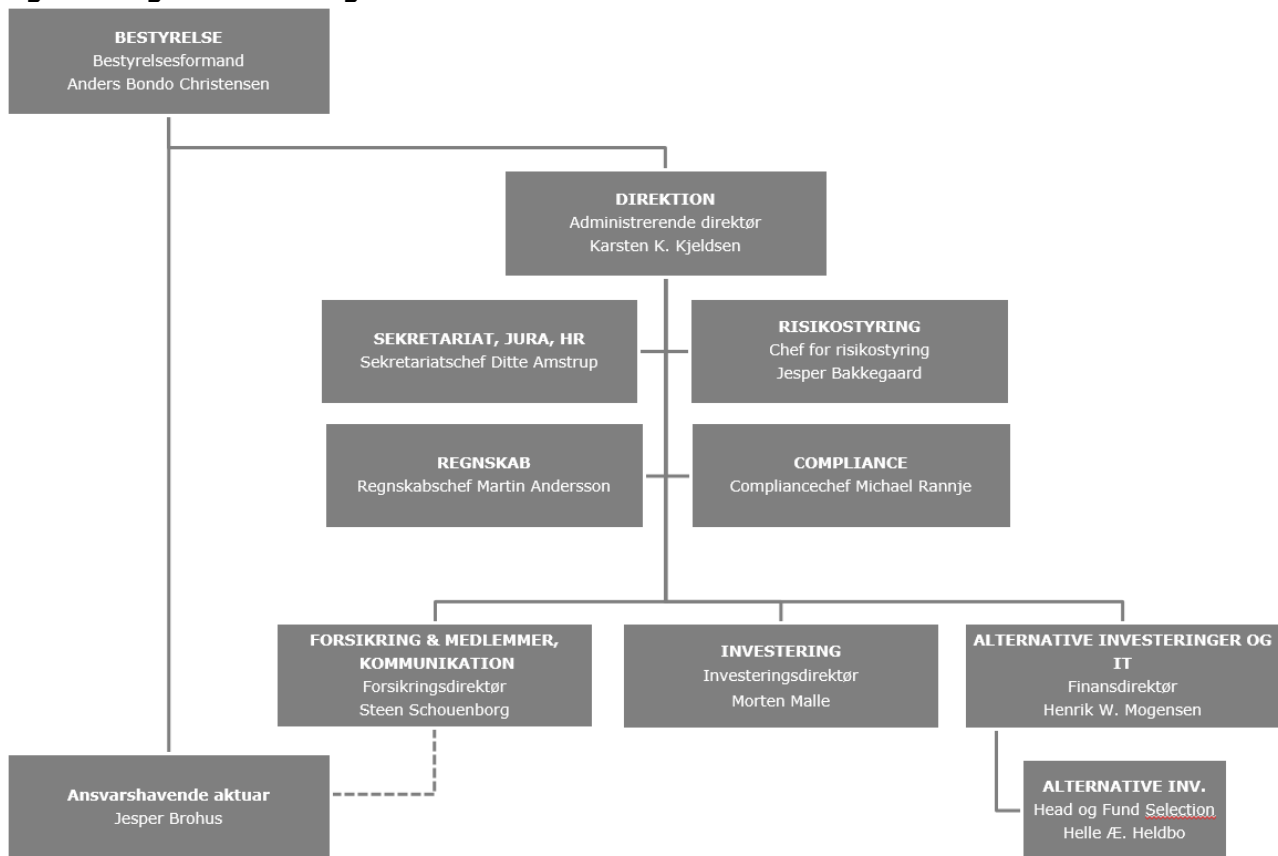 BESTYRELSE
Bestyrelsesformand
Anders Bondo Christensen
DIREKTION
Administrerende direktør
Karsten K. Kjeldsen
SEKRETARIAT, JURA, HR
Sekretariatschef Ditte Amstrup
RISIKOSTYRING
Chef for risikostyring
Jesper Bakkegaard
REGNSKAB
Regnskabschef Martin Andersson
COMPLIANCE
Compliancechef Michael Rannje
FORSIKRING & MEDLEMMER,
KOMMUNIKATION
Forsikringsdirektør
Steen Schouenborg
INVESTERING
Investeringsdirektør
Morten Malle
ALTERNATIVE INVESTERINGER OG
IT
Finansdirektør
Henrik W. Mogensen
Ansvarshavende aktuar
Jesper Brohus
ALTERNATIVE INV.
Head og Fund Selection
Helle Æ. Heldbo